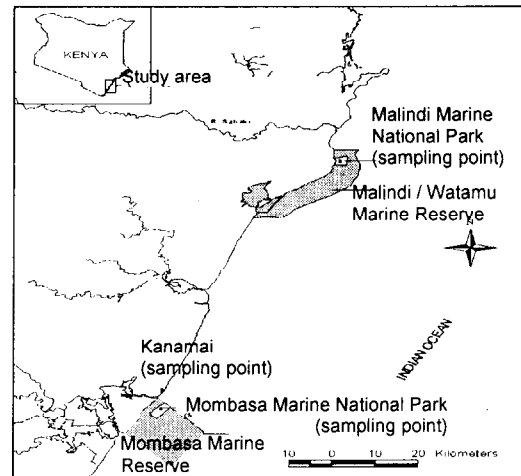 KENYA
Study area
Malindi Marine
National Park
(sampling point)
Malindi / Watamu
Marine Reserve
N
INDIAN OCEAN
Kanamai
(sampling point)
Mombasa Marine National Park
(sampling point)
Mombasa Marine
Reserve
10 0 10 20 Kilometers